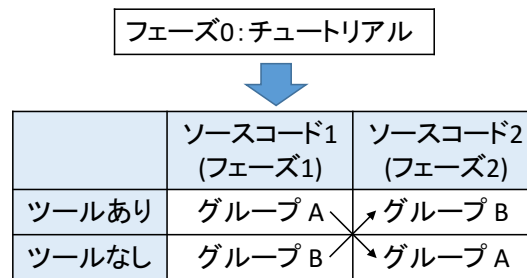 フェーズ0:チュートリアル
ソースコード1
(フェーズ1)
ソースコード2
(フェーズ2)
ツールあり
グループ A
グループ B
ツールなし
グループ B
グループ A